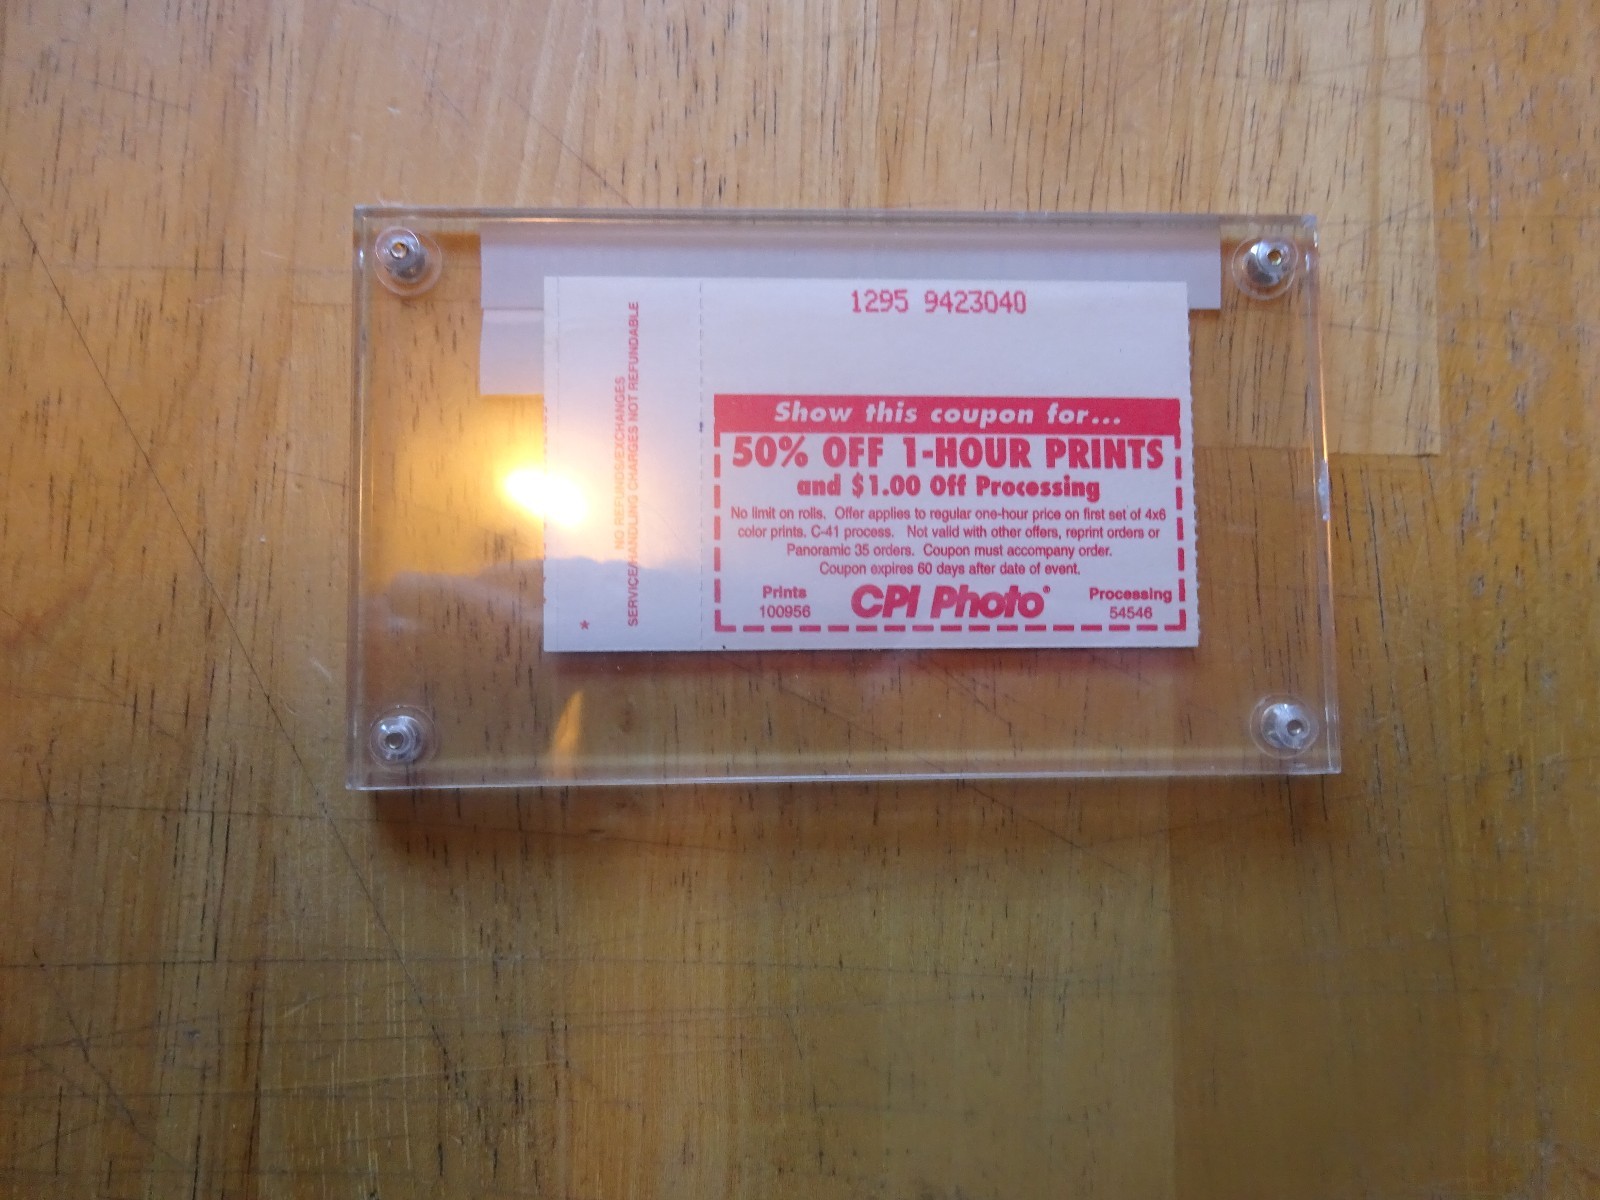 1295 9423040
NO REFUNDS/EXCHANGES
SERVICE/HANDLING CHARGES NOT REFUNDABLE
*
Show this coupon for...
50% OFF 1-HOUR PRINTS
and $1.00 Off Processing
No limit on rolls. Offer applies to regular one-hour price on first set of 4x6
color prints. C-41 process. Not valid with other offers, reprint orders or
Panoramic 35 orders. Coupon must accompany order.
Coupon expires 60 days after date of event.
Prints
100956
CPI Photo®
Processing
54546